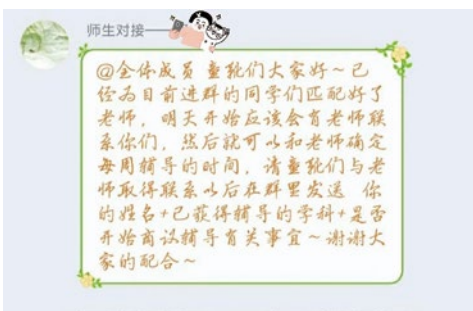 师生对接
@全体成员 童靴们大家好～已
经为目前进群的同学们匹配好了
老师，明天开始应该会有老师联
系你们，然后就可以和老师确定
每周辅导的时间，请童靴们与老
师取得联系以后在群里发送 你
的姓名+已获得辅导的学科+是否
开始商议辅导有关事宜～谢谢大
家的配合～